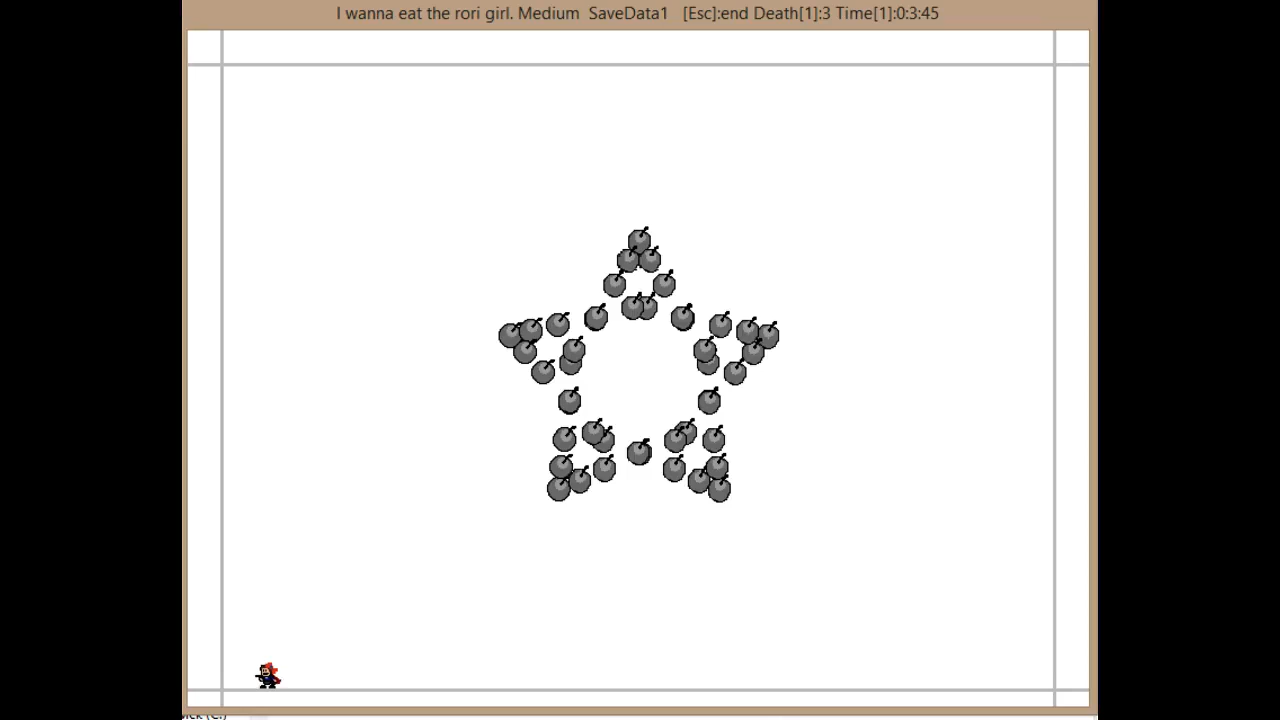 I wanna eat the rori girl. Medium SaveData1 [Esc]:end Death[1]:3 Time[1]:0:3:45